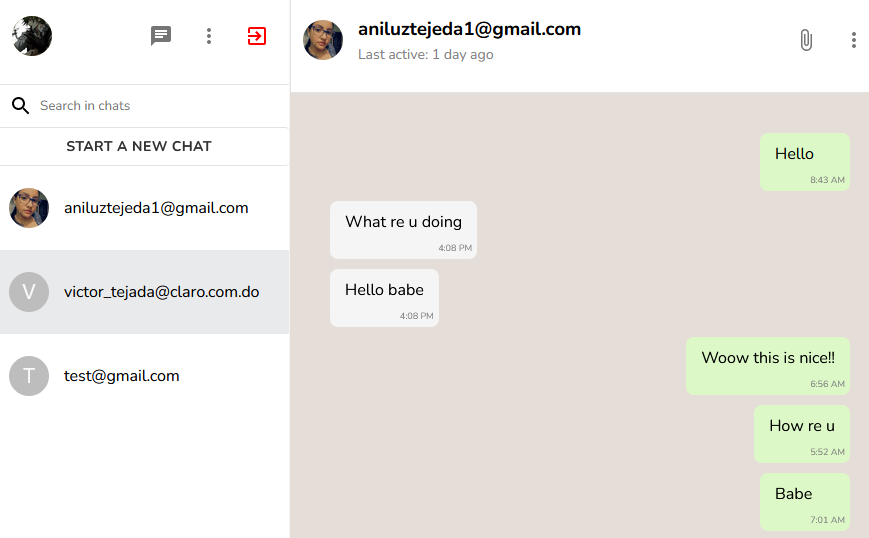 Search in chats
START A NEW CHAT
aniluztejeda1@gmail.com
victor_tejada@claro.com.do
V
test@gmail.com
T
aniluztejeda1@gmail.com
Last active: 1 day ago
Hello
8:43 AM
What re u doing
4:08 PM
Hello babe
4:08 PM
Woow this is nice!!
6:56 AM
How re u
5:52 AM
Babe
7:01 AM